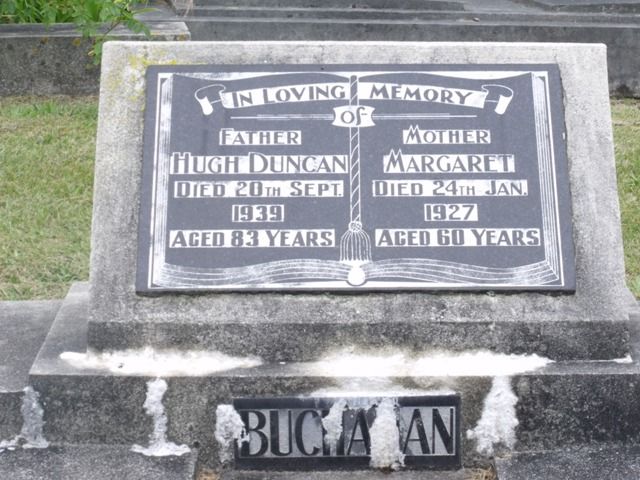 IN LOVING MEMORY
OF
FATHER MOTHER
HUGH DUNCAN MARGARET
DIED 20TH SEPT. DIED 24TH JAN.
1939 1927
AGED 83 YEARS AGED 60 YEARS
BUCHANAN